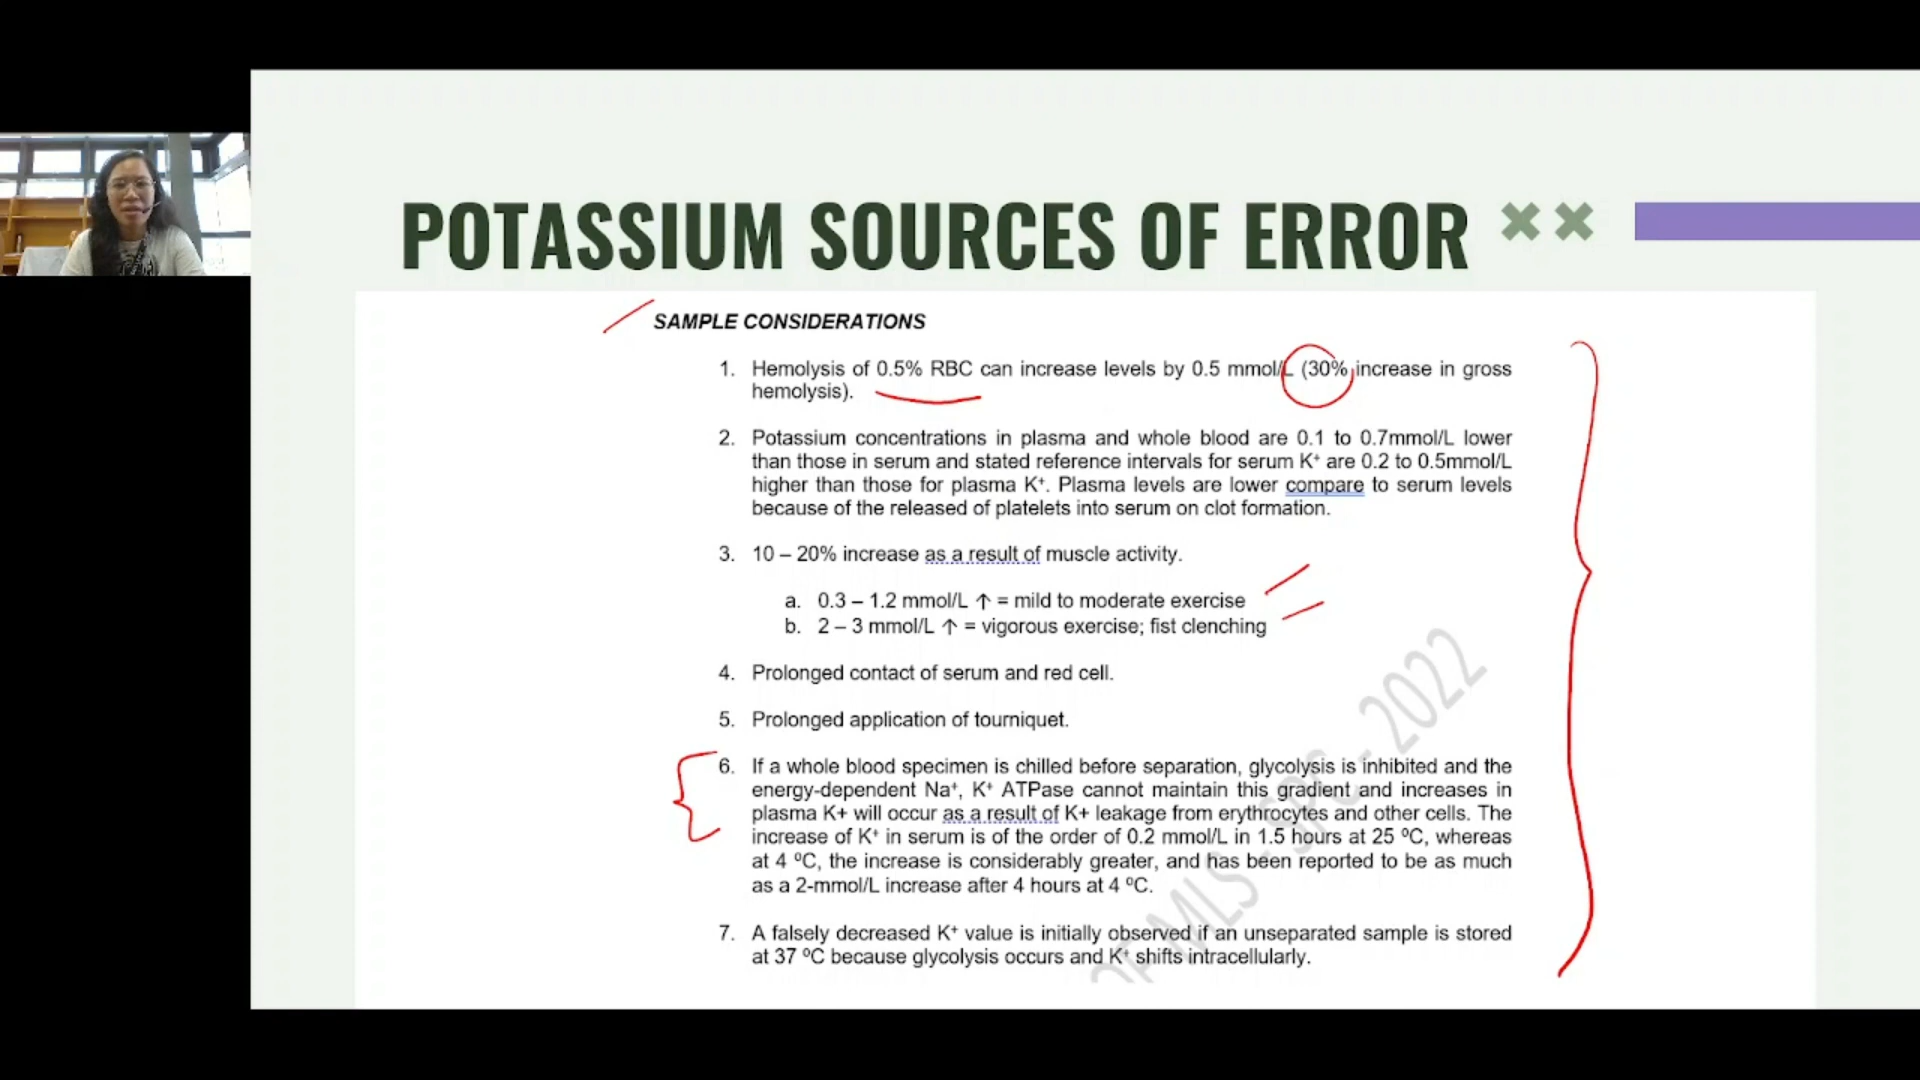 POTASSIUM SOURCES OF ERROR
SAMPLE CONSIDERATIONS
1. Hemolysis of 0.5% RBC can increase levels by 0.5 mmol/L (30% increase in gross
hemolysis).
2. Potassium concentrations in plasma and whole blood are 0.1 to 0.7mmol/L lower
than those in serum and stated reference intervals for serum K⁺ are 0.2 to 0.5mmol/L
higher than those for plasma K⁺. Plasma levels are lower compare to serum levels
because of the released of platelets into serum on clot formation.
3. 10 – 20% increase as a result of muscle activity.
a. 0.3 – 1.2 mmol/L ↑ = mild to moderate exercise
b. 2 – 3 mmol/L ↑ = vigorous exercise; fist clenching
4. Prolonged contact of serum and red cell.
5. Prolonged application of tourniquet.
6. If a whole blood specimen is chilled before separation, glycolysis is inhibited and the
energy-dependent Na⁺, K⁺ ATPase cannot maintain this gradient and increases in
plasma K+ will occur as a result of K+ leakage from erythrocytes and other cells. The
increase of K⁺ in serum is of the order of 0.2 mmol/L in 1.5 hours at 25 ºC, whereas
at 4 ºC, the increase is considerably greater, and has been reported to be as much
as a 2-mmol/L increase after 4 hours at 4 ºC.
7. A falsely decreased K⁺ value is initially observed if an unseparated sample is stored
at 37 ºC because glycolysis occurs and K⁺ shifts intracellularly.
MLS - SPC - 2022